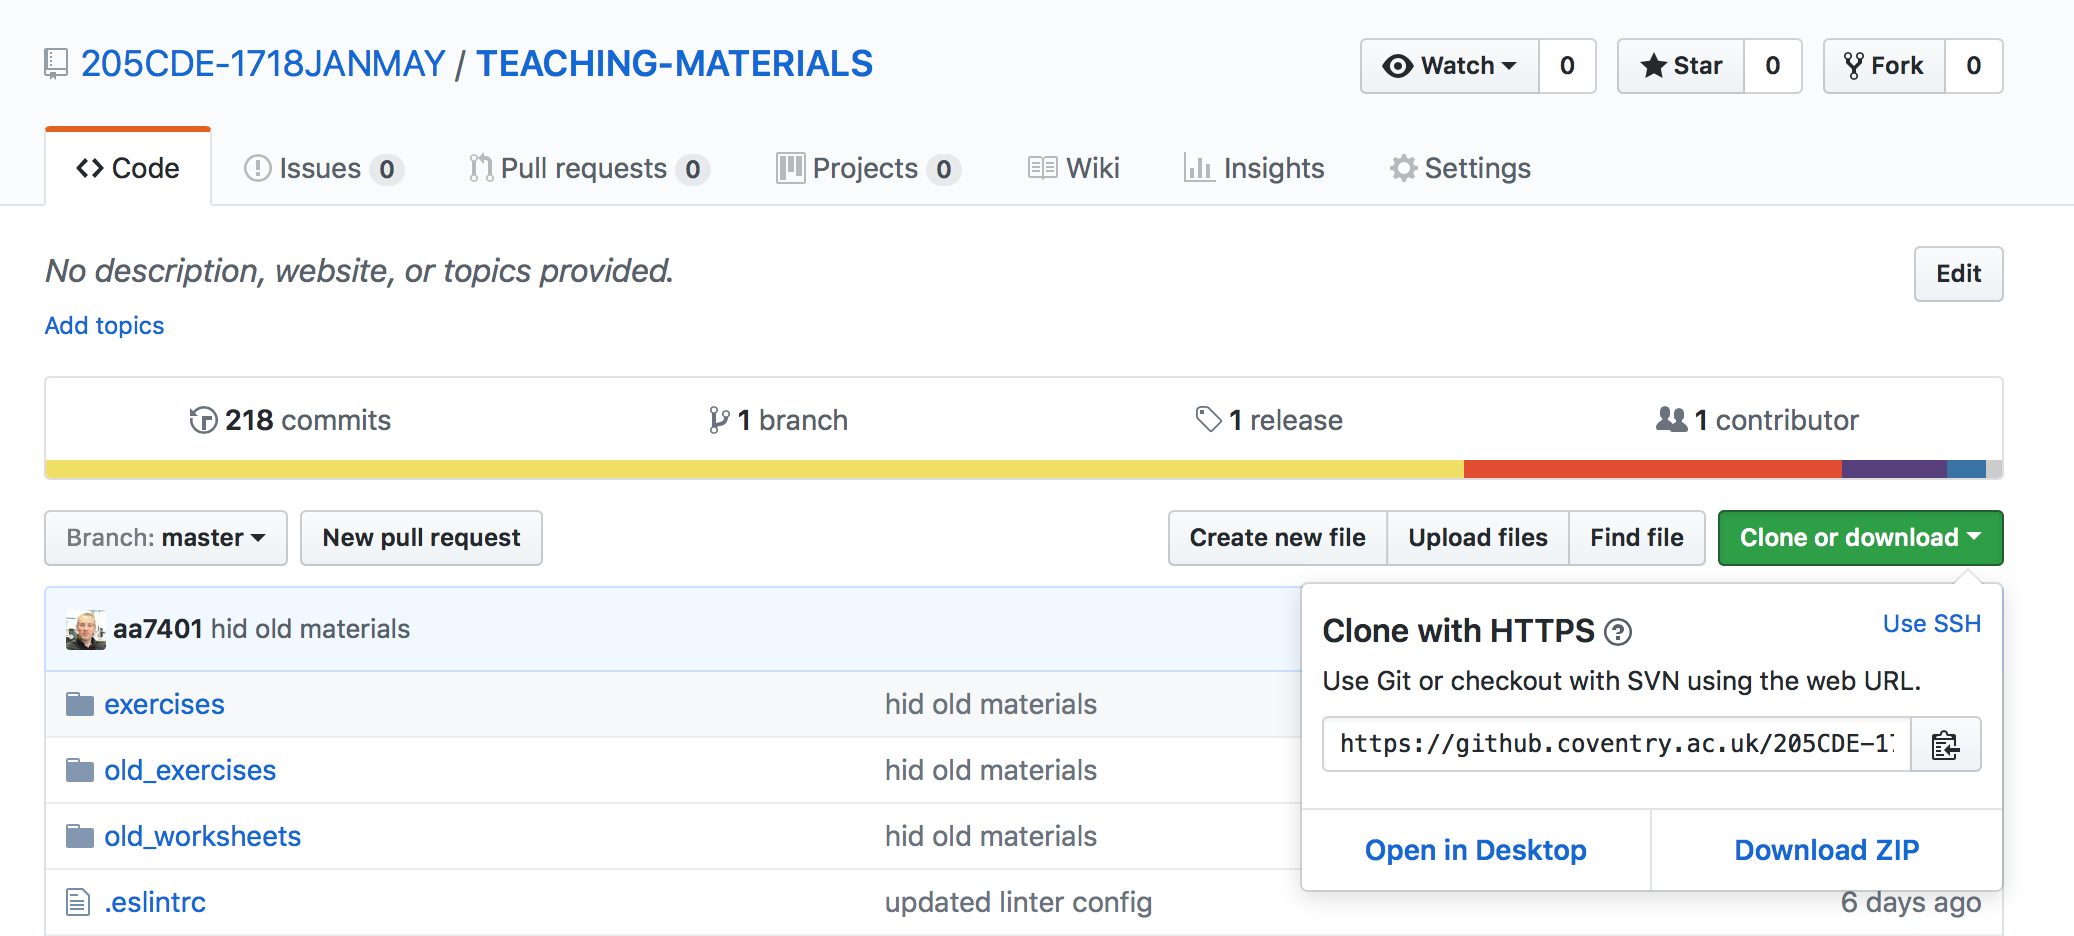 205CDE-1718JANMAY / TEACHING-MATERIALS
Watch 0 Star 0 Fork 0
Code Issues 0 Pull requests 0 Projects 0 Wiki Insights Settings
No description, website, or topics provided.
Edit
Add topics
218 commits 1 branch 1 release 1 contributor
Branch: master New pull request Create new file Upload files Find file Clone or download
aa7401 hid old materials
exercises hid old materials
old_exercises hid old materials
old_worksheets hid old materials
.eslintrc updated linter config 6 days ago
Clone with HTTPS ? Use SSH
Use Git or checkout with SVN using the web URL.
https://github.coventry.ac.uk/205CDE-17
Open in Desktop Download ZIP